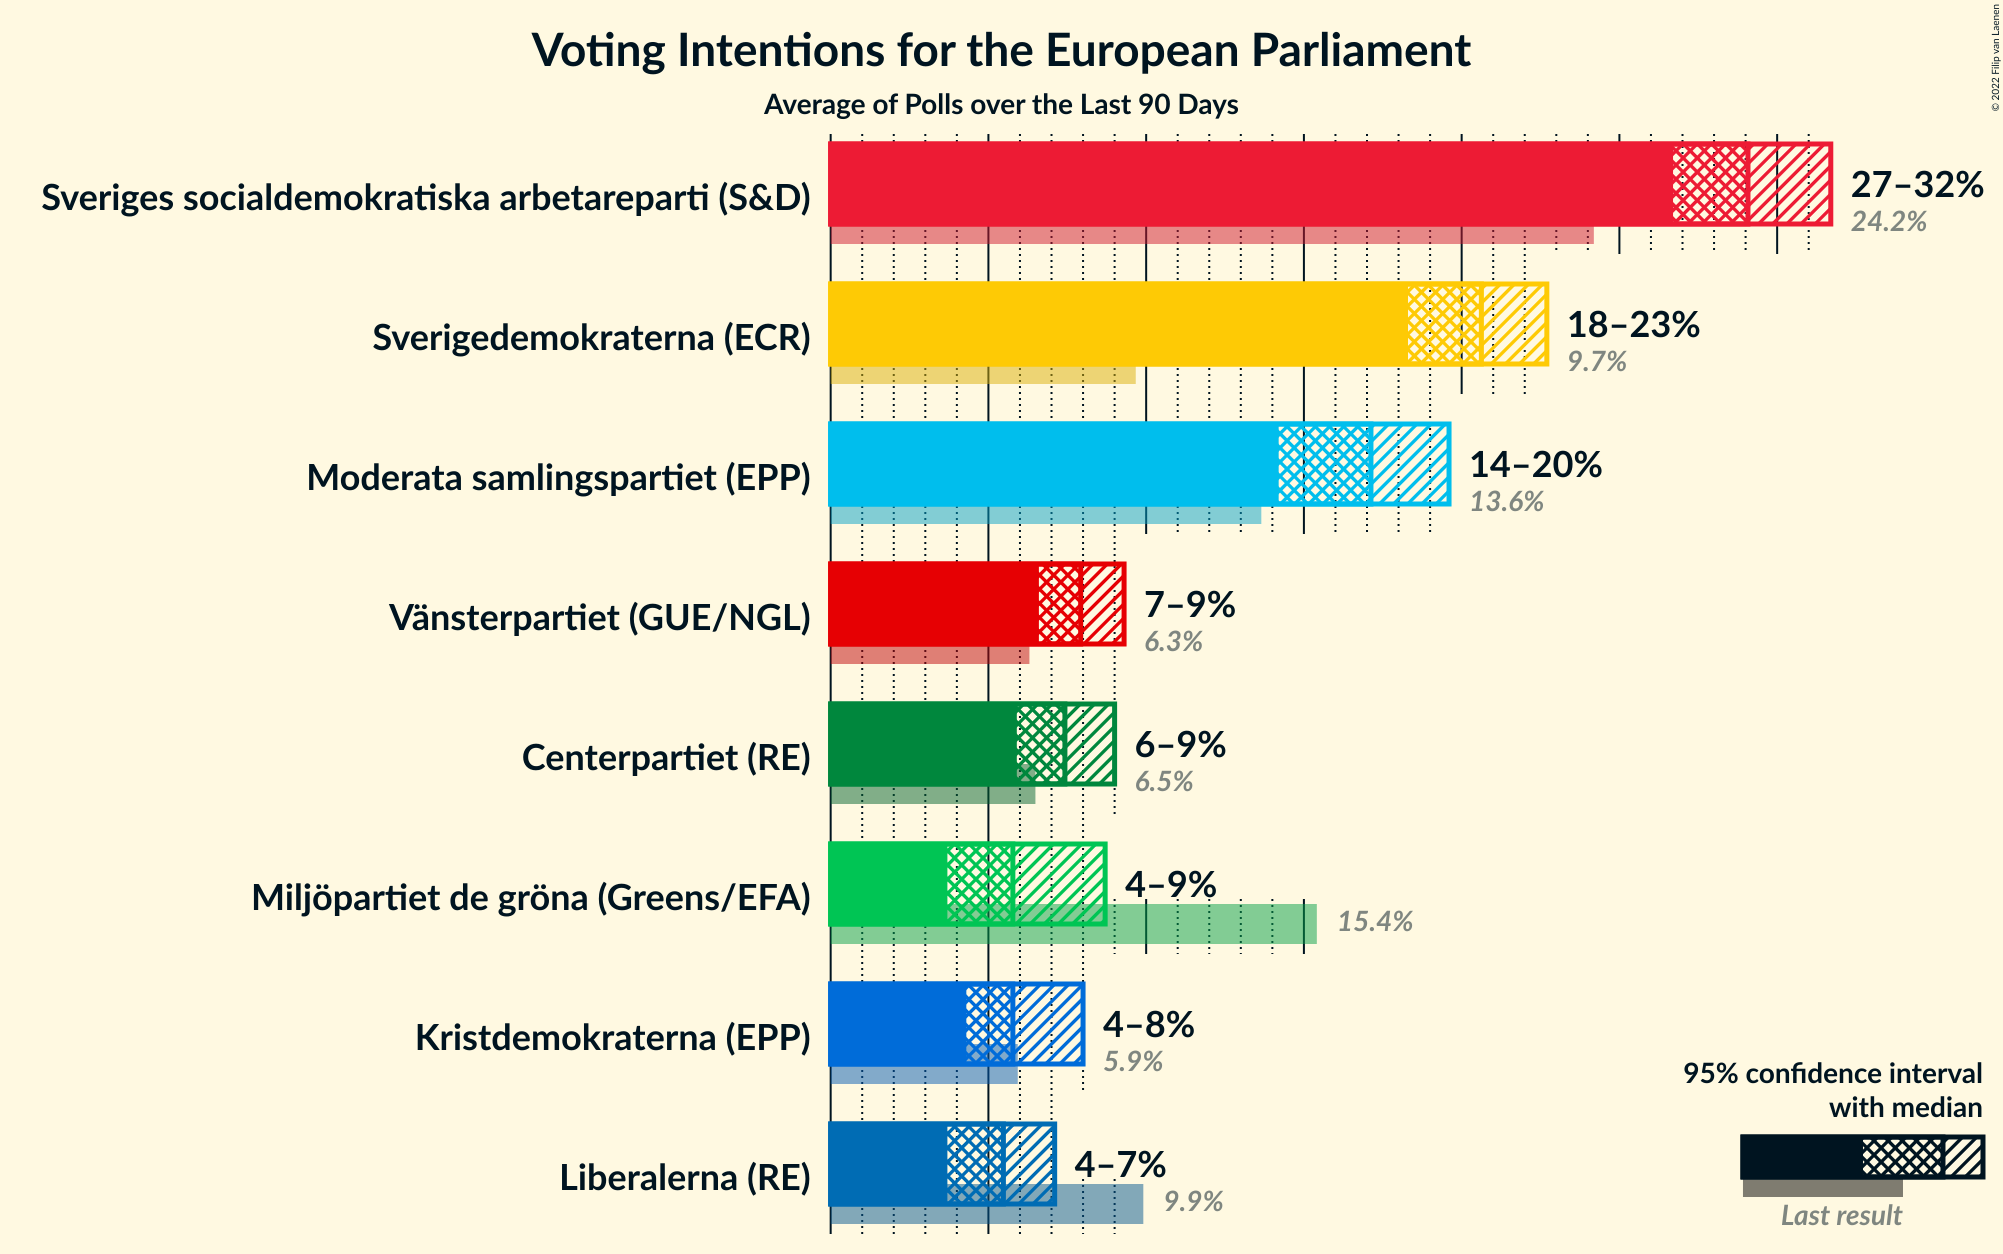 Voting Intentions for the European Parliament
Average of Polls over the Last 90 Days
© 2022 Filip van Laenen
Sveriges socialdemokratiska arbetareparti (S&D)
27–32%
24.2%
Sverigedemokraterna (ECR)
18–23%
9.7%
Moderata samlingspartiet (EPP)
14–20%
13.6%
Vänsterpartiet (GUE/NGL)
7–9%
6.3%
Centerpartiet (RE)
6–9%
6.5%
Miljöpartiet de gröna (Greens/EFA)
4–9%
15.4%
Kristdemokraterna (EPP)
4–8%
5.9%
Liberalerna (RE)
4–7%
9.9%
95% confidence interval
with median
Last result